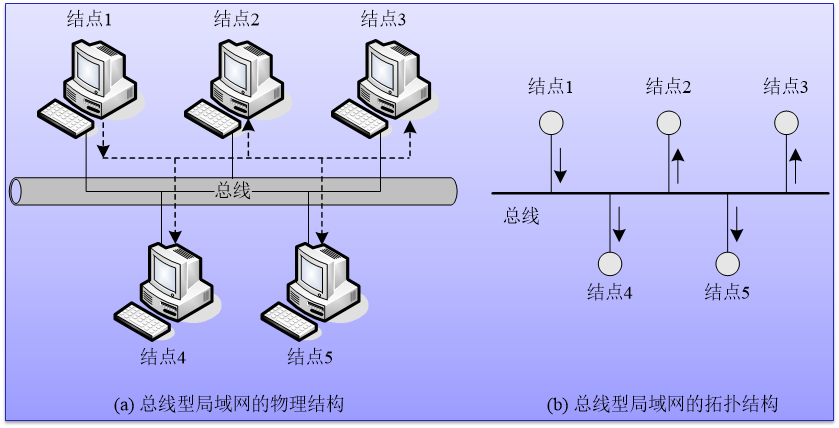 结点1
结点2
结点3
总线
结点4
结点5
(a) 总线型局域网的物理结构
结点1
结点2
结点3
总线
结点4
结点5
(b) 总线型局域网的拓扑结构